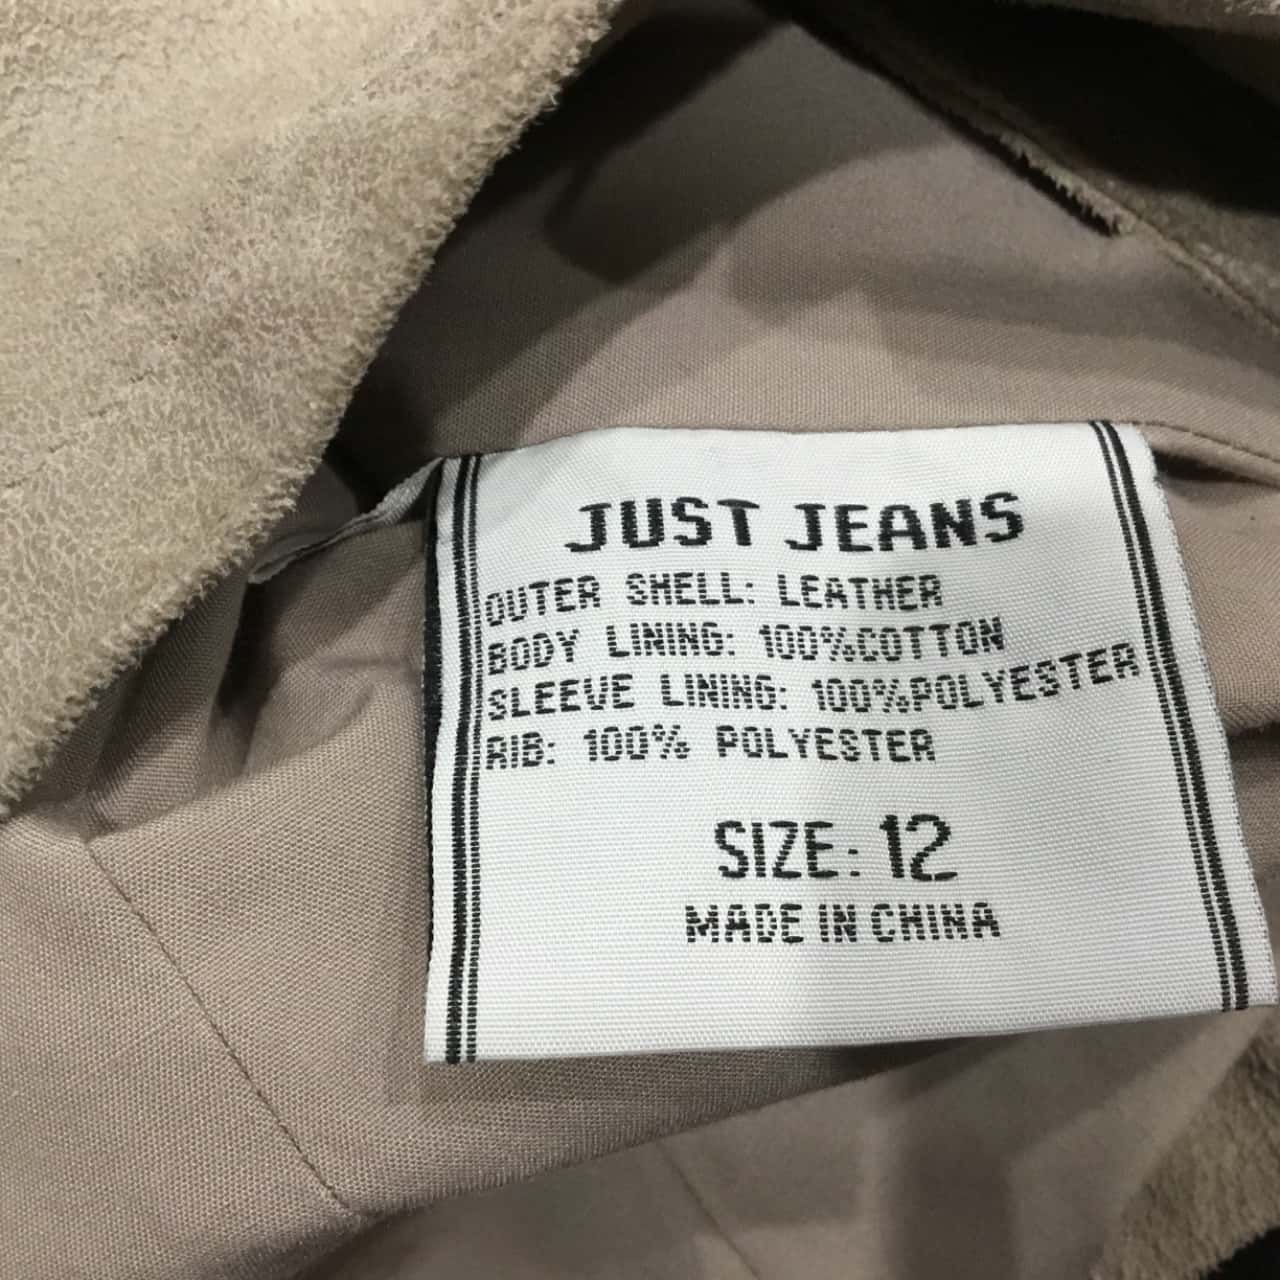 JUST JEANS
OUTER SHELL: LEATHER
BODY LINING: 100%COTTON
SLEEVE LINING: 100%POLYESTER
RIB: 100% POLYESTER
SIZE: 12
MADE IN CHINA